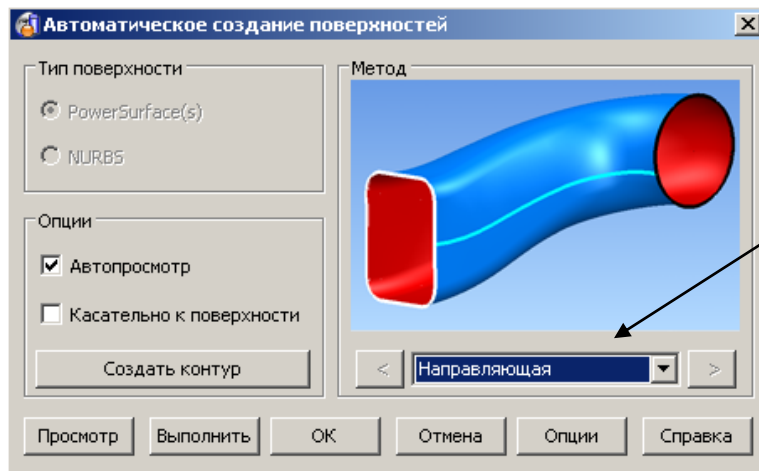 Автоматическое создание поверхностей
Тип поверхности
PowerSurface(s)
NURBS
Опции
Автопросмотр
Касательно к поверхности
Создать контур
Метод
< Направляющая >
Просмотр Выполнить ОК Отмена Опции Справка